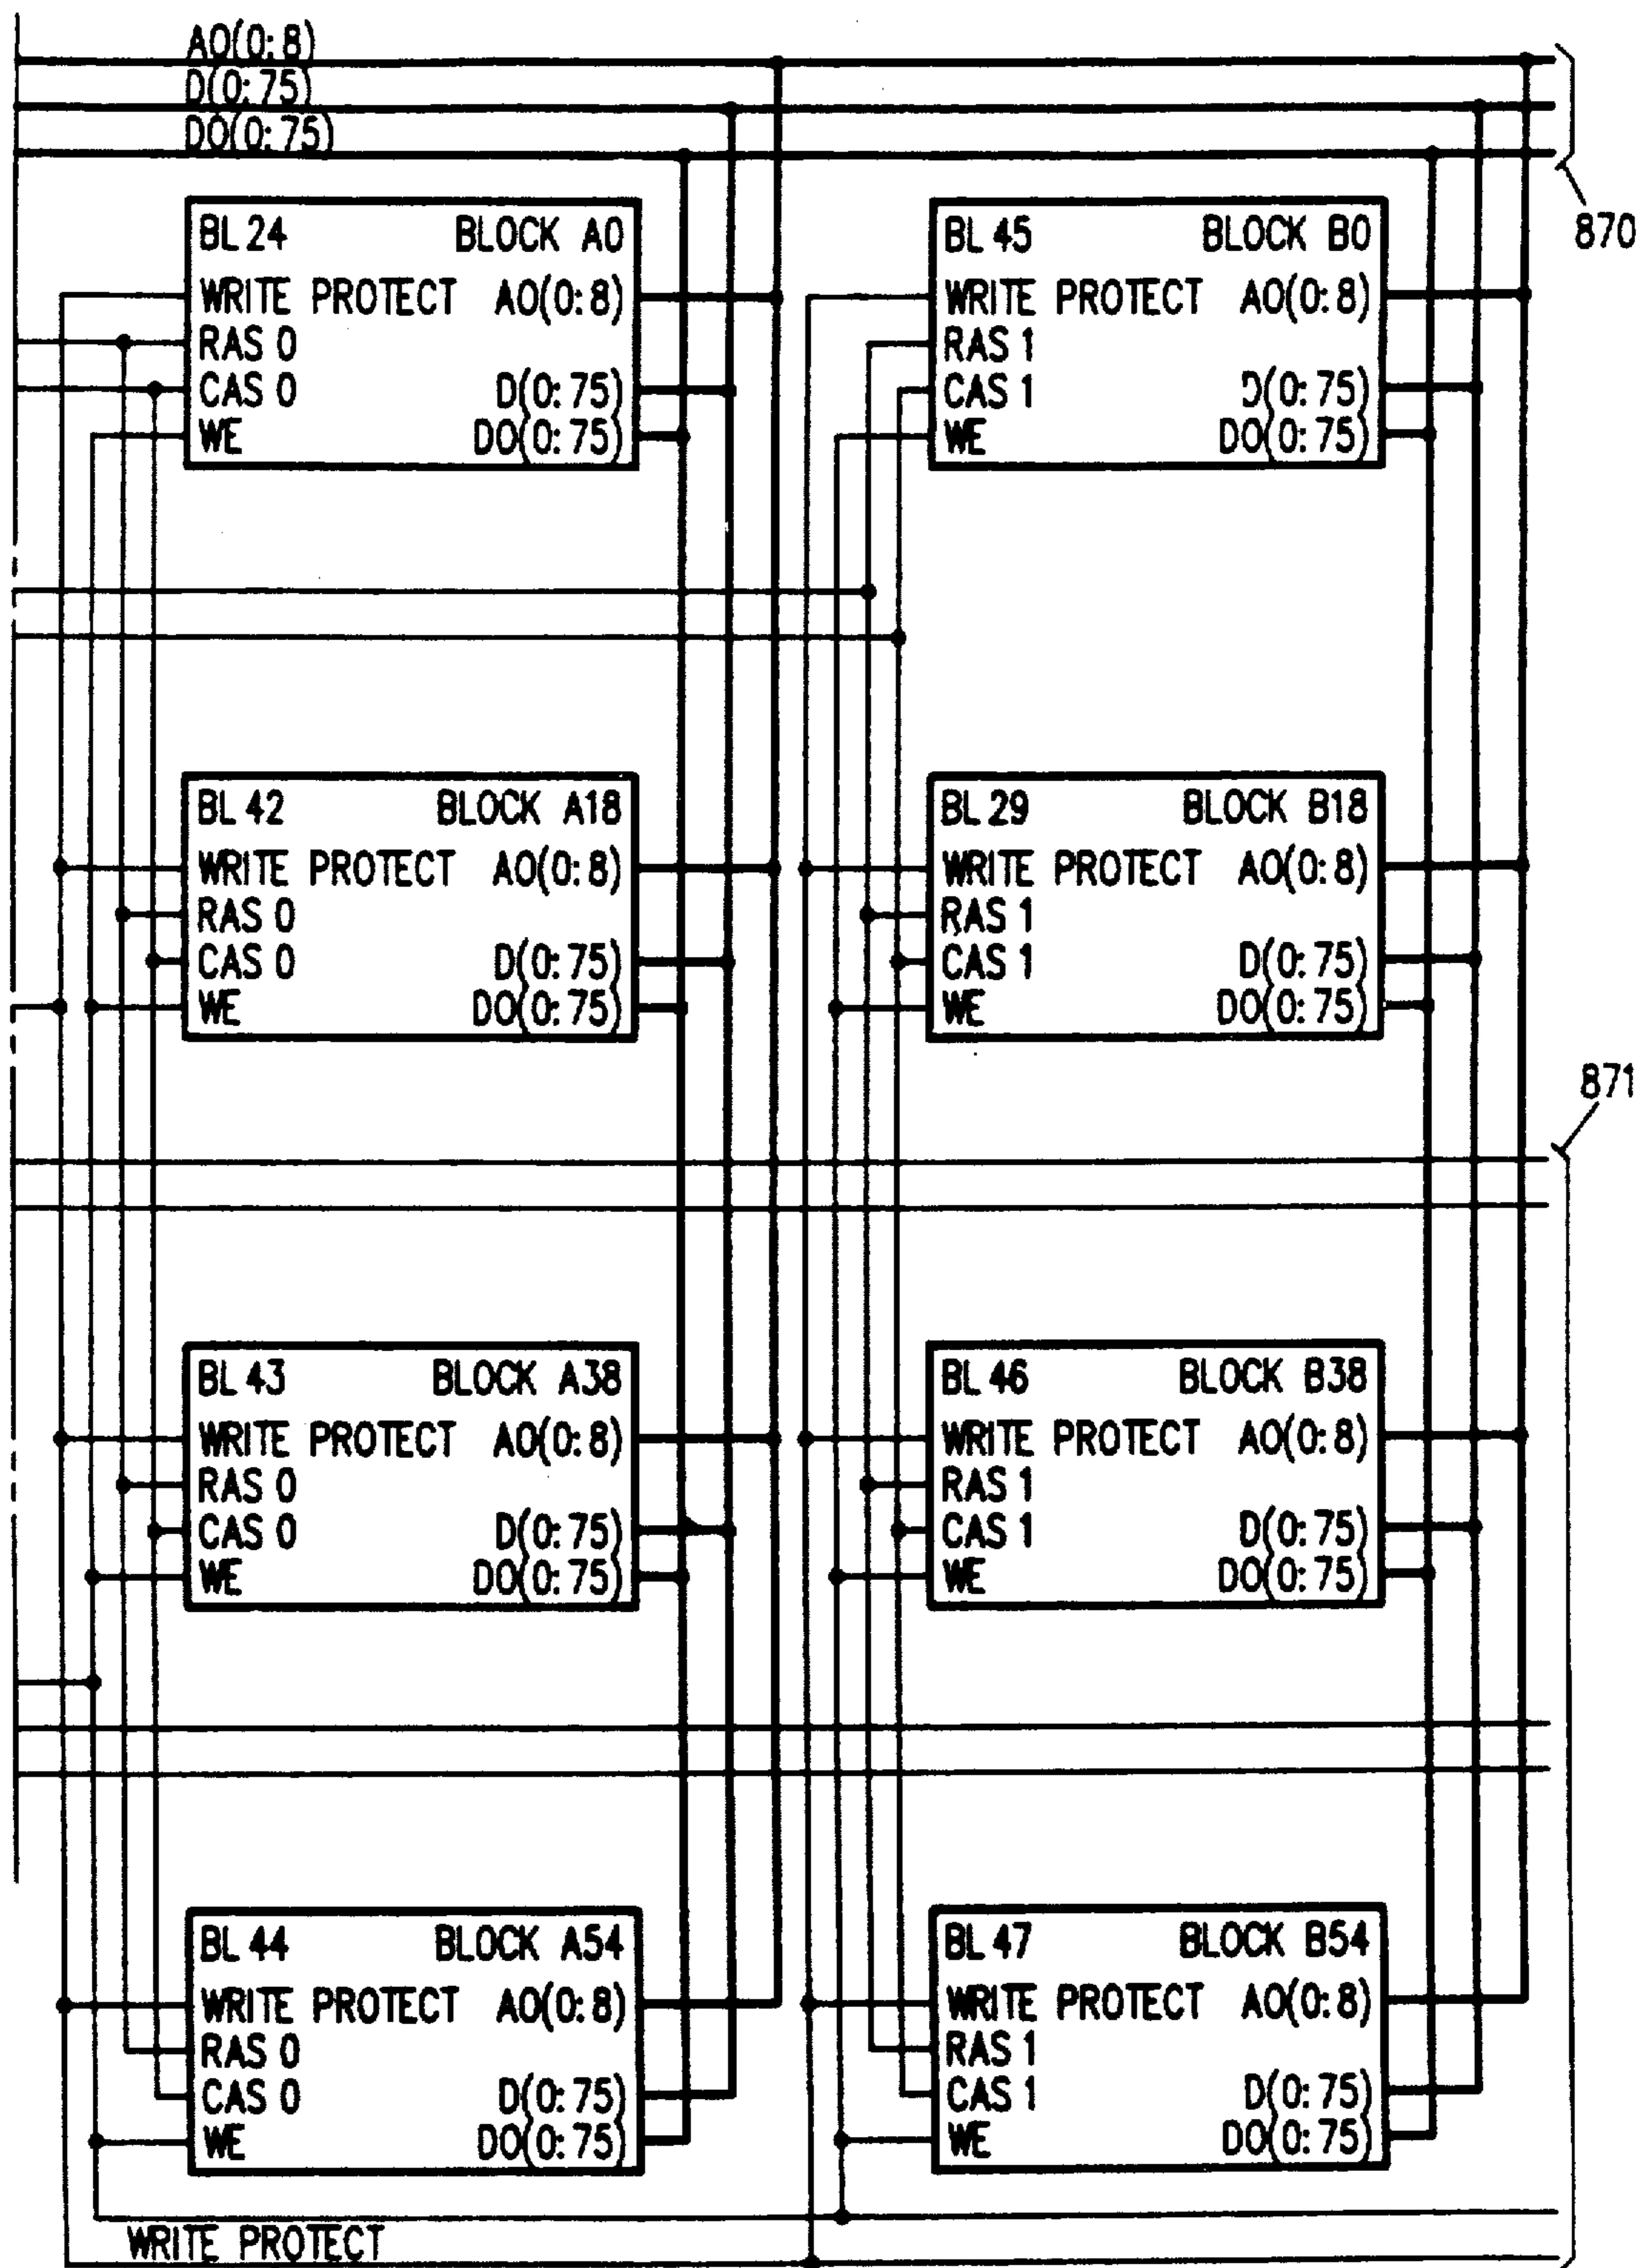 AO(0:8)
D(0:75)
DO(0:75)
870
BL 24 BLOCK A0
WRITE PROTECT AO(0:8)
RAS 0
CAS 0 D(0:75)
WE DO(0:75)
BL 45 BLOCK B0
WRITE PROTECT AO(0:8)
RAS 1
CAS 1 D(0:75)
WE DO(0:75)
BL 42 BLOCK A18
WRITE PROTECT AO(0:8)
RAS 0
CAS 0 D(0:75)
WE DO(0:75)
BL 29 BLOCK B18
WRITE PROTECT AO(0:8)
RAS 1
CAS 1 D(0:75)
WE DO(0:75)
871
BL 43 BLOCK A38
WRITE PROTECT AO(0:8)
RAS 0
CAS 0 D(0:75)
WE DO(0:75)
BL 46 BLOCK B38
WRITE PROTECT AO(0:8)
RAS 1
CAS 1 D(0:75)
WE DO(0:75)
BL 44 BLOCK A54
WRITE PROTECT AO(0:8)
RAS 0
CAS 0 D(0:75)
WE DO(0:75)
BL 47 BLOCK B54
WRITE PROTECT AO(0:8)
RAS 1
CAS 1 D(0:75)
WE DO(0:75)
WRITE PROTECT